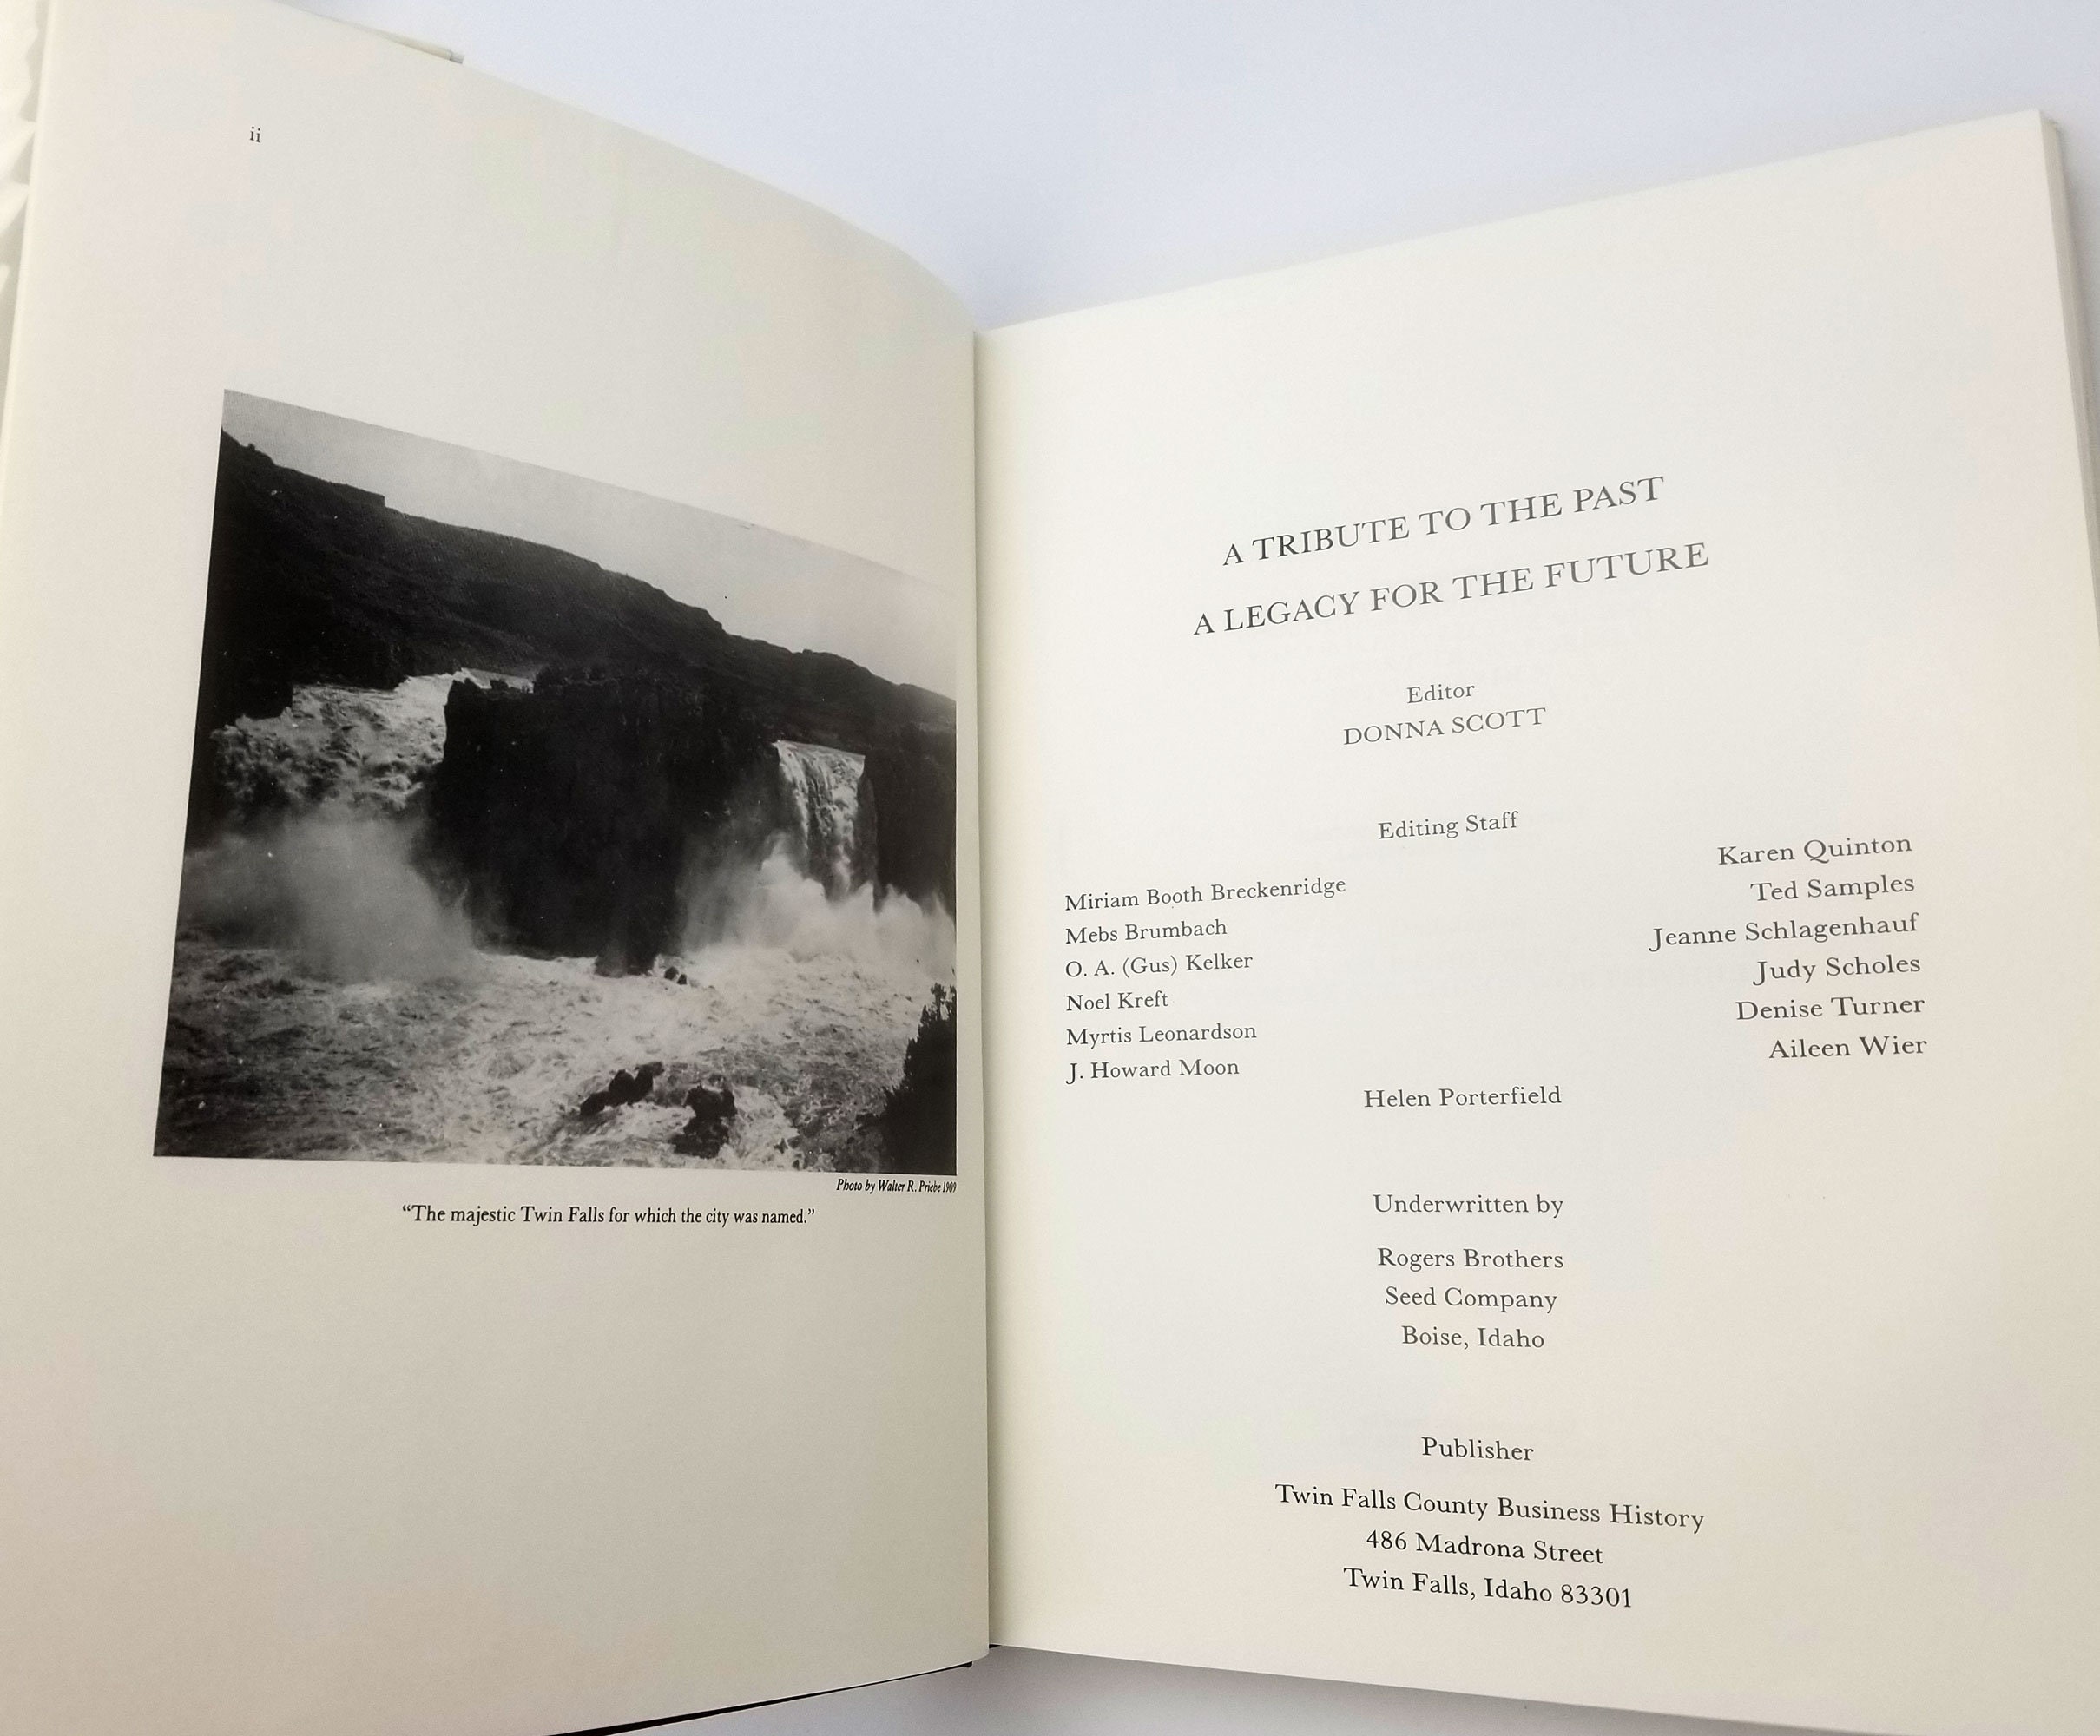 ii
Photo by Walter R. Priebe 1909
“The majestic Twin Falls for which the city was named.”
A TRIBUTE TO THE PAST
A LEGACY FOR THE FUTURE
Editor
DONNA SCOTT
Editing Staff
Miriam Booth Breckenridge
Mebs Brumbach
O. A. (Gus) Kelker
Noel Kreft
Myrtis Leonardson
J. Howard Moon
Karen Quinton
Ted Samples
Jeanne Schlagenhauf
Judy Scholes
Denise Turner
Aileen Wier
Helen Porterfield
Underwritten by
Rogers Brothers
Seed Company
Boise, Idaho
Publisher
Twin Falls County Business History
486 Madrona Street
Twin Falls, Idaho 83301